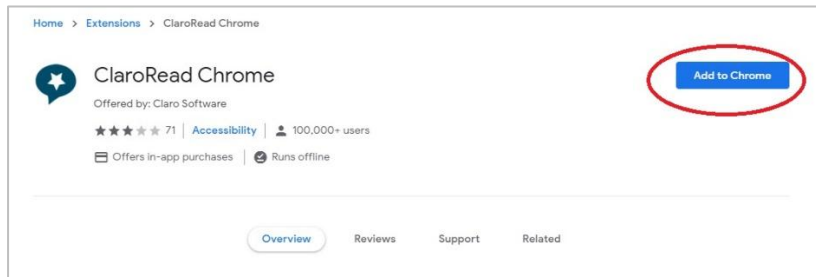 Home > Extensions > ClaroRead Chrome
ClaroRead Chrome
Add to Chrome
Offered by: Claro Software
71 | Accessibility | 100,000+ users
Offers in-app purchases | Runs offline
Overview Reviews Support Related